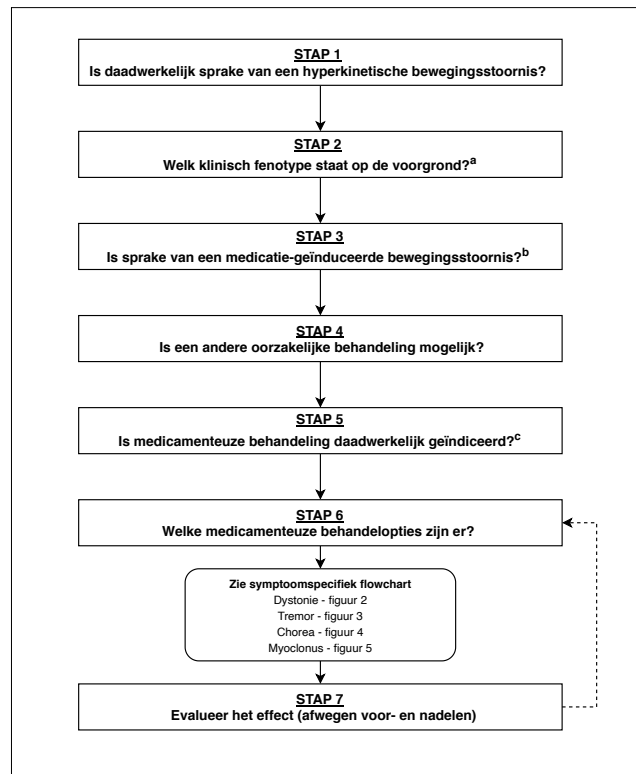 STAP 1
Is daadwerkelijk sprake van een hyperkinetische bewegingsstoornis?
STAP 2
Welk klinisch fenotype staat op de voorgrond?a
STAP 3
Is sprake van een medicatie-geïnduceerde bewegingsstoornis?b
STAP 4
Is een andere oorzakelijke behandeling mogelijk?
STAP 5
Is medicamenteuze behandeling daadwerkelijk geïndiceerd?c
STAP 6
Welke medicamenteuze behandelopties zijn er?
Zie symptoomspecifiek flowchart
Dystonie - figuur 2
Tremor - figuur 3
Chorea - figuur 4
Myoclonus - figuur 5
STAP 7
Evalueer het effect (afwegen voor- en nadelen)